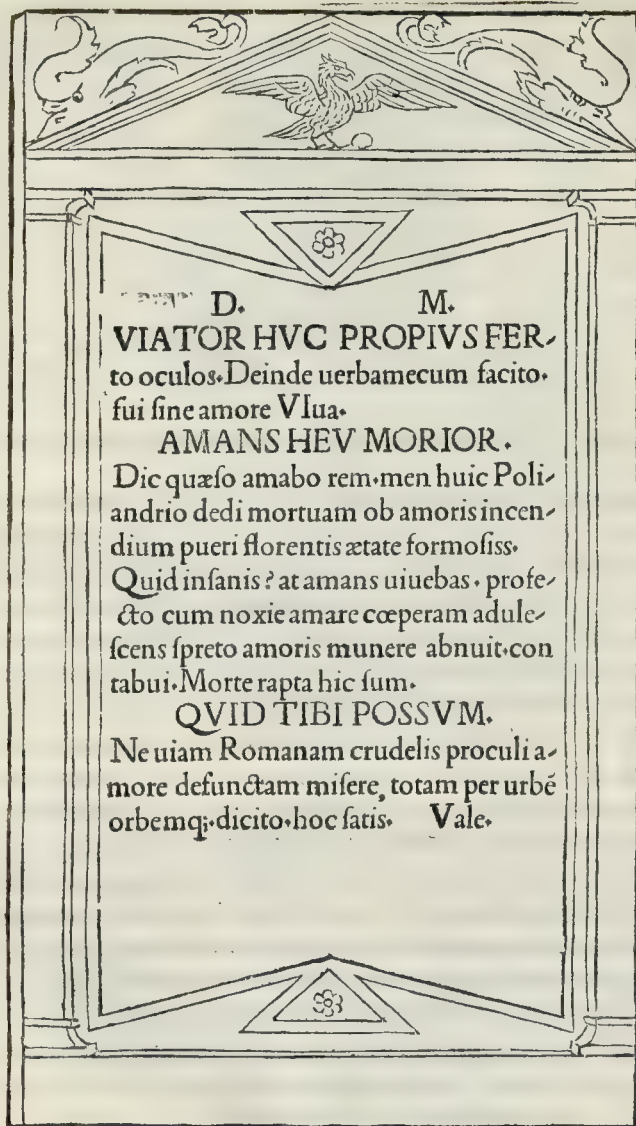 D. M.
VIATOR HVC PROPIVS FER-
to oculos.Deinde uerbamecum facito.
fui ſine amore VIua.
AMANS HEV MORIOR.
Dic quæſo amabo rem.men huic Poli-
andrio dedi mortuam ob amoris incen-
dium pueri florentis ætate formoſiss.
Quid inſanis? at amans uiuebas. profe-
cto cum noxie amare cœperam adule-
ſcens ſpreto amoris munere abnuit.con
tabui.Morte rapta hic ſum.
QVID TIBI POSSVM.
Ne uiam Romanam crudelis proculi a-
more defunctam miſere, totam per urbẽ
orbemq;.dicito.hoc ſatis. Vale.